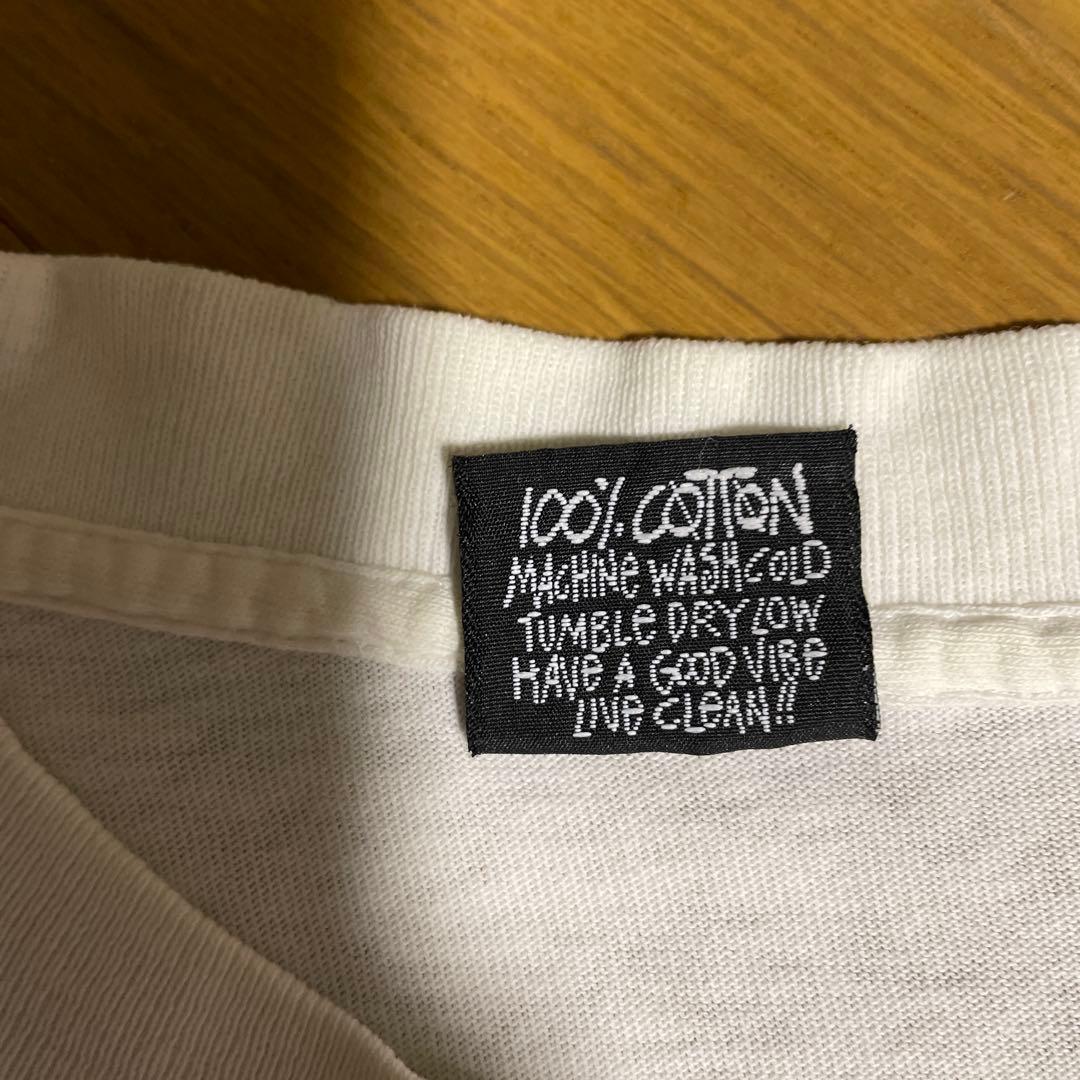 100% COTTON
MACHINe WASH COLD
TUMBLe DRY LOW
HAVe A GOOD VIBe
LIVe CLeAN!!